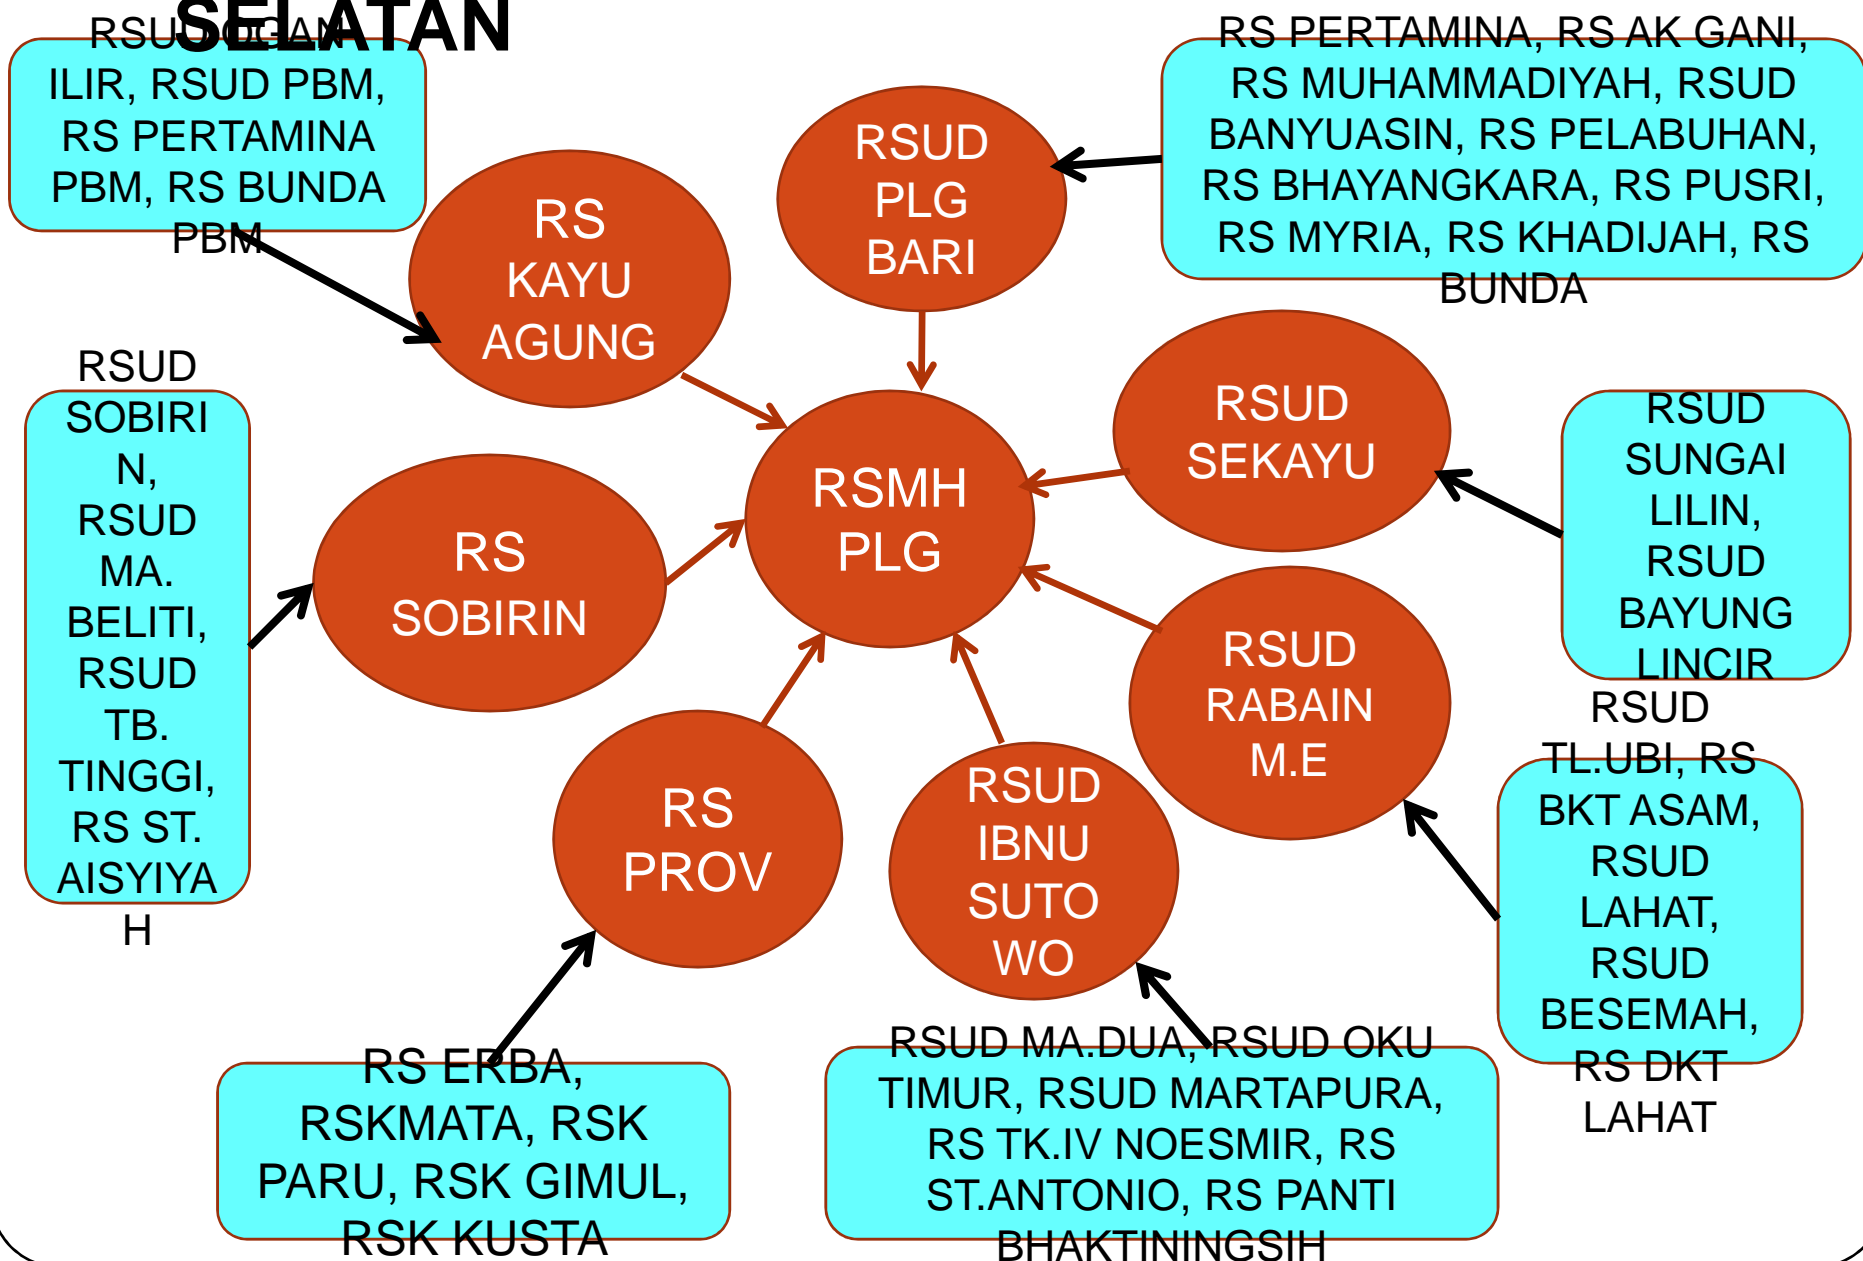 SELATAN
RSUD OGAN
ILIR, RSUD PBM,
RS PERTAMINA
PBM, RS BUNDA
PBM
RS PERTAMINA, RS AK GANI,
RS MUHAMMADIYAH, RSUD
BANYUASIN, RS PELABUHAN,
RS BHAYANGKARA, RS PUSRI,
RS MYRIA, RS KHADIJAH, RS
BUNDA
RS
KAYU
AGUNG
RSUD
PLG
BARI
RSUD
SEKAYU
RSUD
SUNGAI
LILIN,
RSUD
BAYUNG
LINCIR
RSUD
SOBIRI
N,
RSUD
MA.
BELITI,
RSUD
TB.
TINGGI,
RS ST.
AISYIYA
H
RS
SOBIRIN
RSMH
PLG
RSUD
RABAIN
M.E
RSUD
TL.UBI, RS
BKT ASAM,
RSUD
LAHAT,
RSUD
BESEMAH,
RS DKT
LAHAT
RS
PROV
RSUD
IBNU
SUTO
WO
RS ERBA,
RSKMATA, RSK
PARU, RSK GIMUL,
RSK KUSTA
RSUD MA.DUA, RSUD OKU
TIMUR, RSUD MARTAPURA,
RS TK.IV NOESMIR, RS
ST.ANTONIO, RS PANTI
BHAKTININGSIH